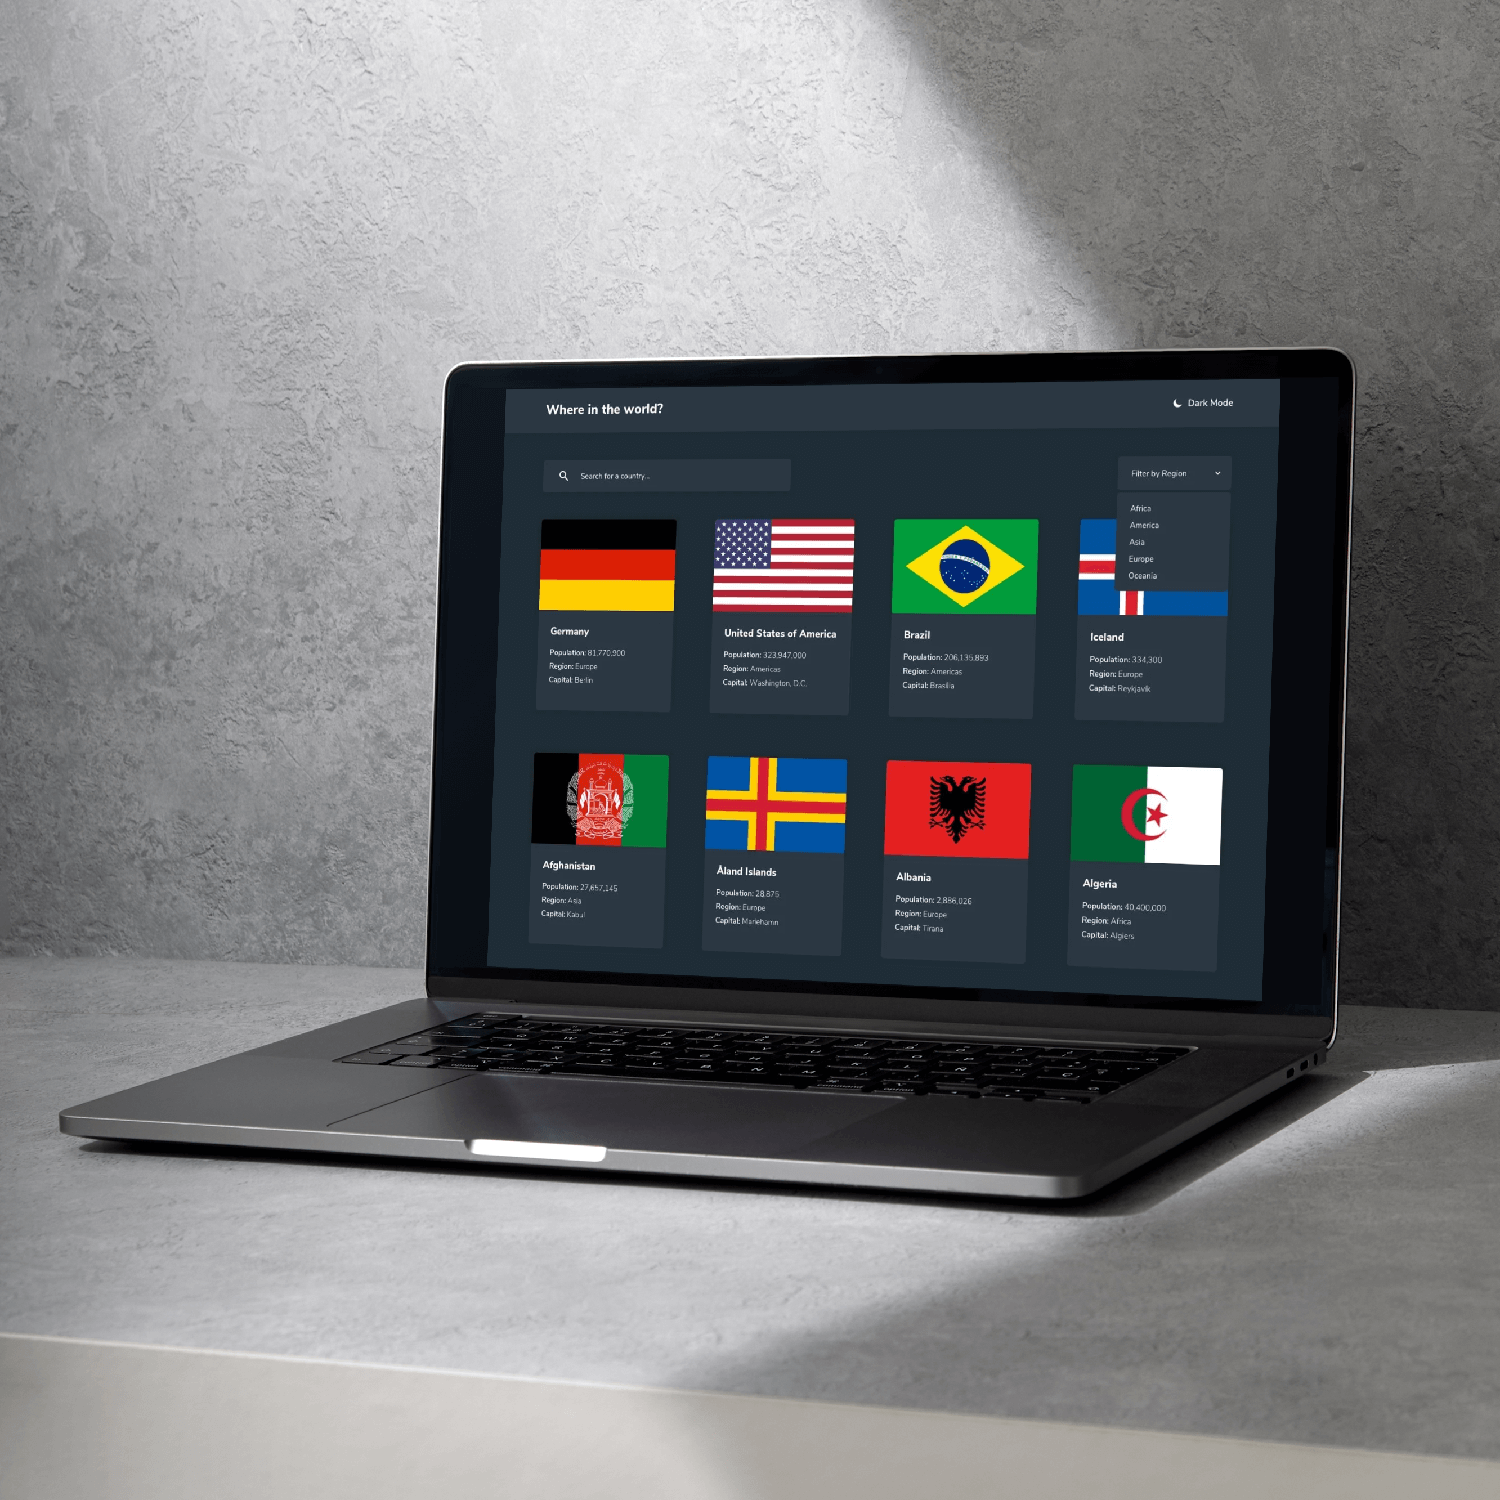 Where in the world?
Dark Mode
Search for a country...
Filter by Region
Africa
America
Asia
Europe
Oceania
Germany
Population: 81,770,900
Region: Europe
Capital: Berlin
United States of America
Population: 323,947,000
Region: Americas
Capital: Washington, D.C.
Brazil
Population: 206,135,893
Region: Americas
Capital: Brasília
Iceland
Population: 334,300
Region: Europe
Capital: Reykjavík
Afghanistan
Population: 27,657,145
Region: Asia
Capital: Kabul
Åland Islands
Population: 28,875
Region: Europe
Capital: Mariehamn
Albania
Population: 2,886,026
Region: Europe
Capital: Tirana
Algeria
Population: 40,400,000
Region: Africa
Capital: Algiers